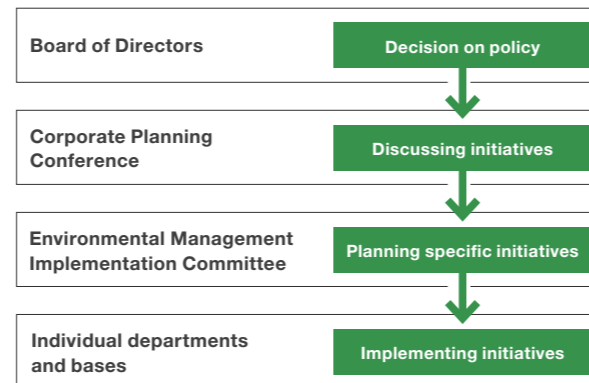 Board of Directors
Decision on policy
Corporate Planning
Conference
Discussing initiatives
Environmental Management
Implementation Committee
Planning specific initiatives
Individual departments
and bases
Implementing initiatives